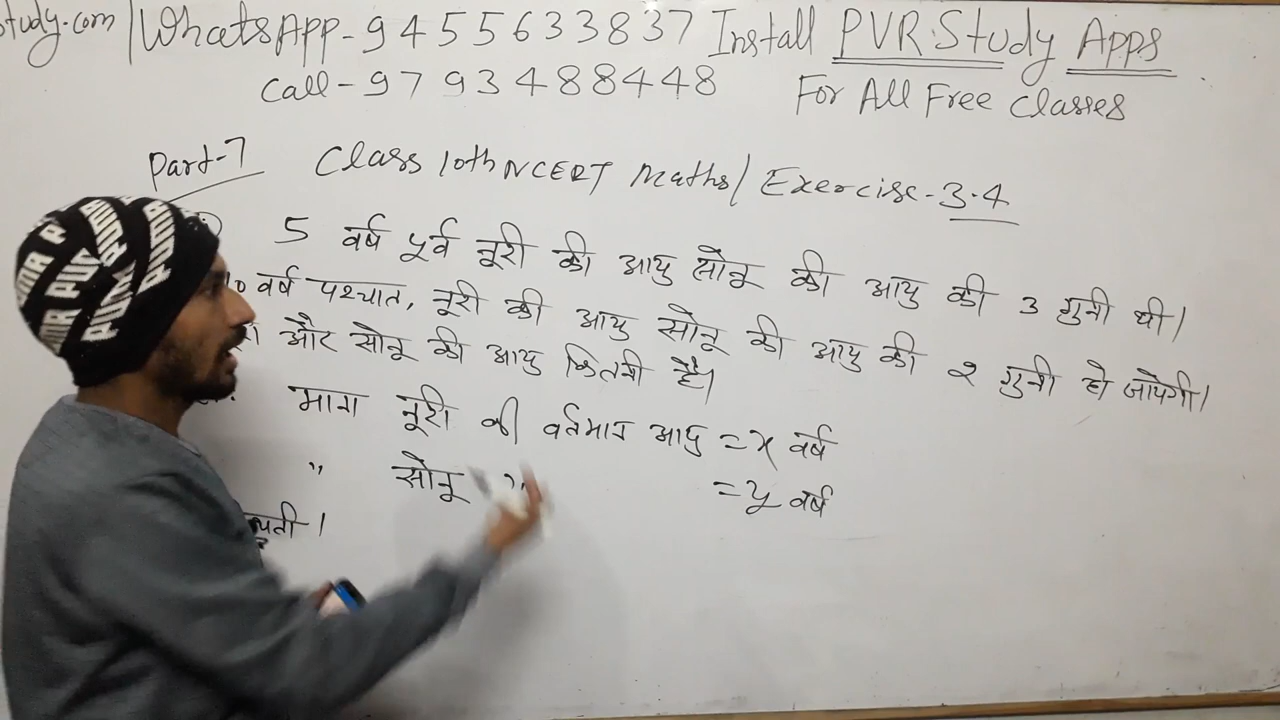 study.com | WhatsApp-9455633837 Install PVR Study Apps
Call-9793488448 For All Free Classes
Part-7 Class 10th NCERT Maths/ Exercise-3.4
5 वर्ष पूर्व नूरी की आयु सोनू की आयु की 3 गुनी थी।
वर्ष पश्चात, नूरी की आयु सोनू की आयु की 2 गुनी हो जायेगी।
और सोनू की आयु कितनी है।
माना नूरी की वर्तमान आयु = x वर्ष
" सोनू " = y वर्ष
PUMA